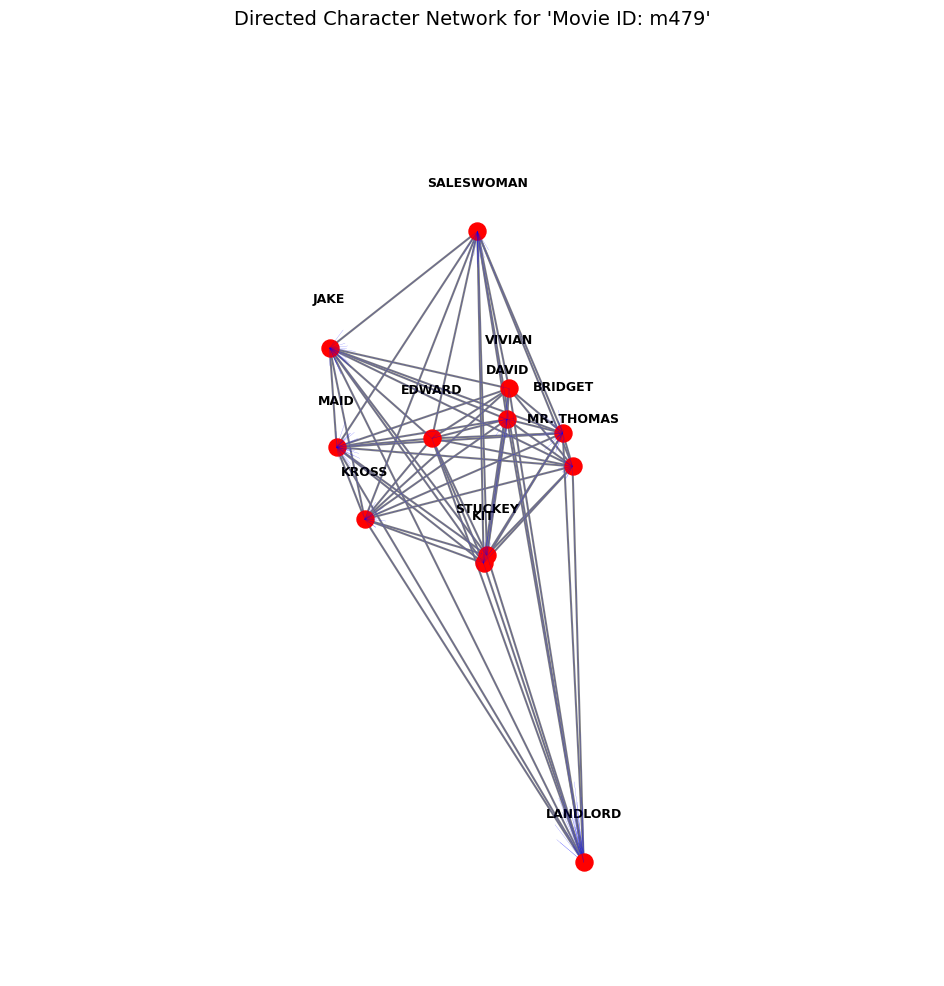 Directed Character Network for 'Movie ID: m479'
SALESWOMAN
JAKE
VIVIAN
DAVID
BRIDGET
EDWARD
MAID
MR. THOMAS
KROSS
STUCKEY
KIT
LANDLORD